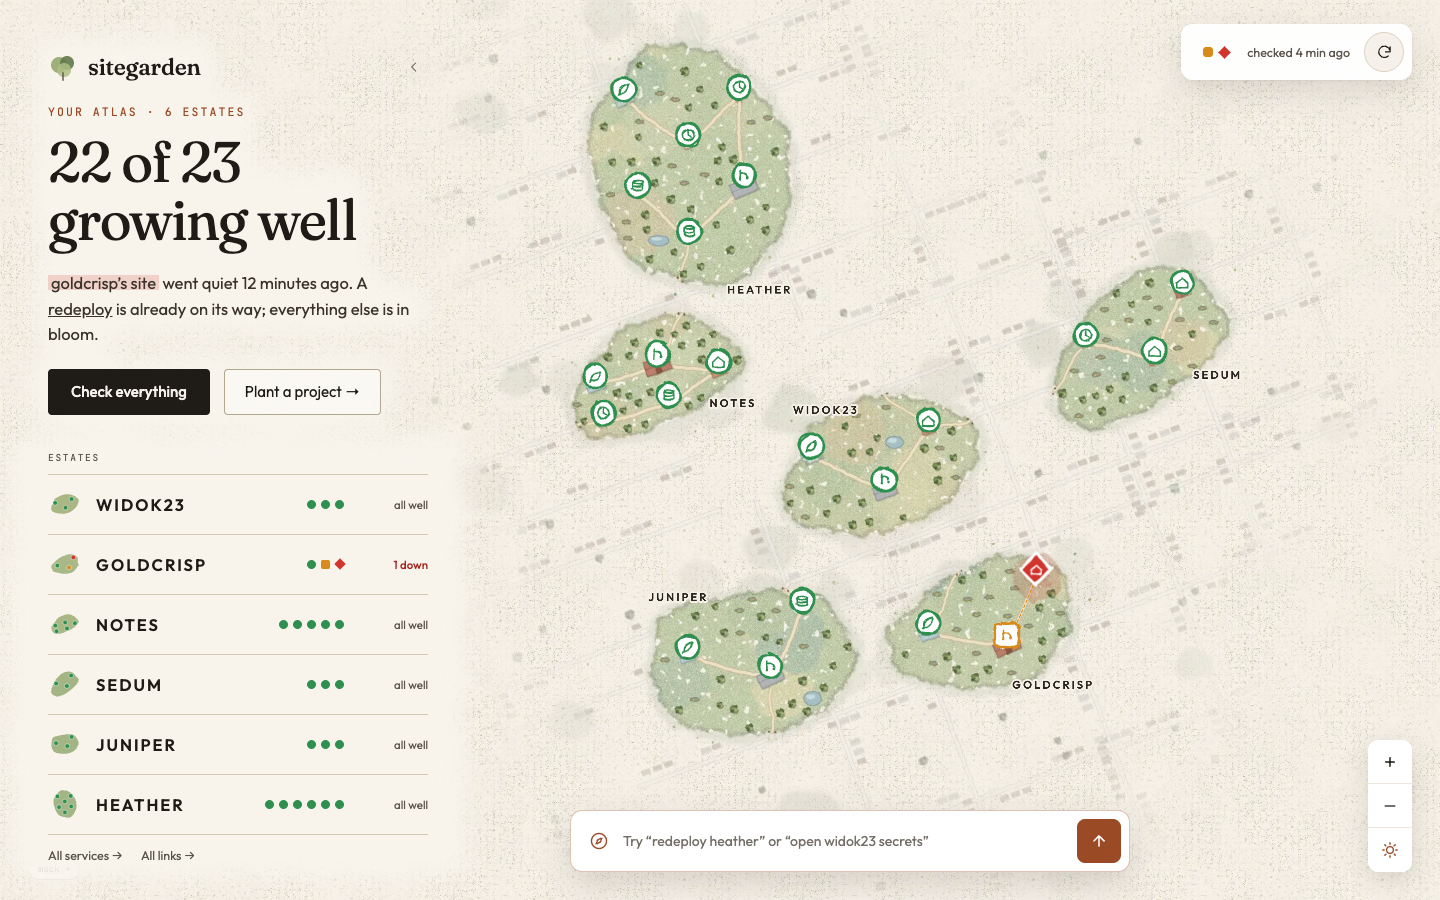 sitegarden
YOUR ATLAS · 6 ESTATES
22 of 23
growing well
goldcrisp's site went quiet 12 minutes ago. A
redeploy is already on its way; everything else is in
bloom.
Check everything
Plant a project →
ESTATES
WIDOK23
all well
GOLDCRISP
1 down
NOTES
all well
SEDUM
all well
JUNIPER
all well
HEATHER
all well
All services →
All links →
HEATHER
NOTES
WIDOK23
SEDUM
JUNIPER
GOLDCRISP
checked 4 min ago
Try “redeploy heather” or “open widok23 secrets”
+
−